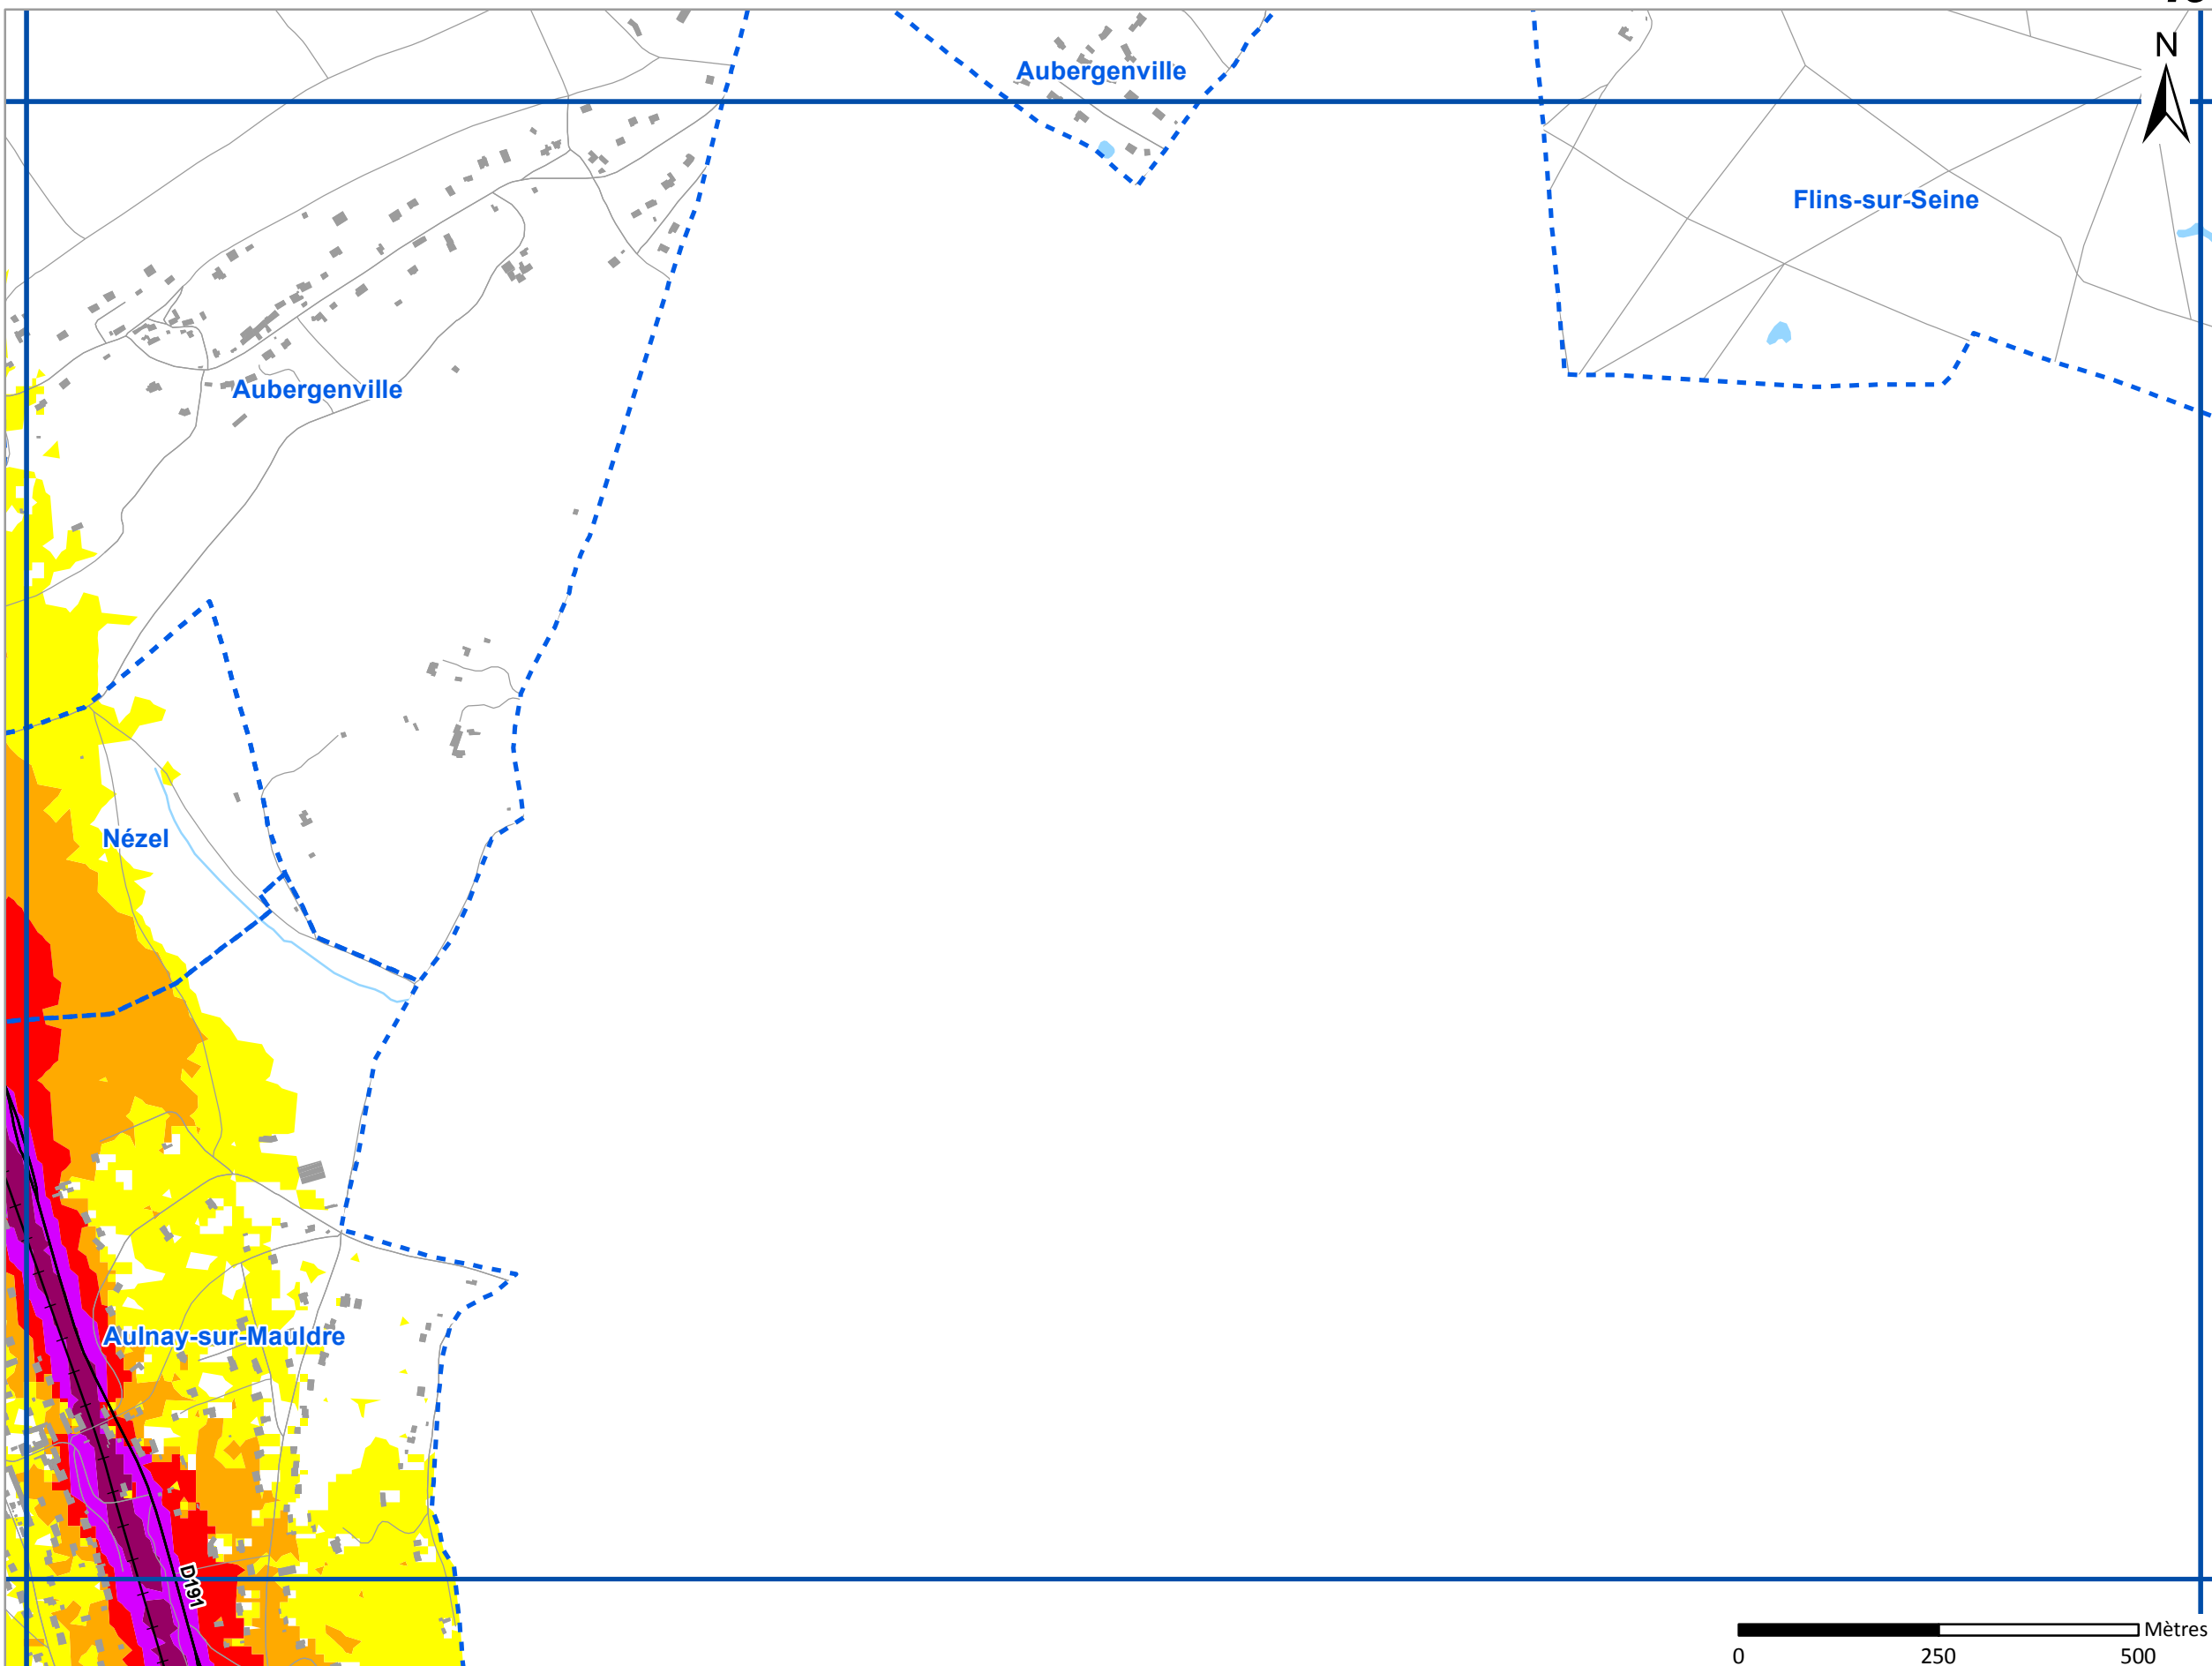 N
Aubergenville
Flins-sur-Seine
Aubergenville
Nézel
Aulnay-sur-Mauldre
D191
Mètres
0 250 500